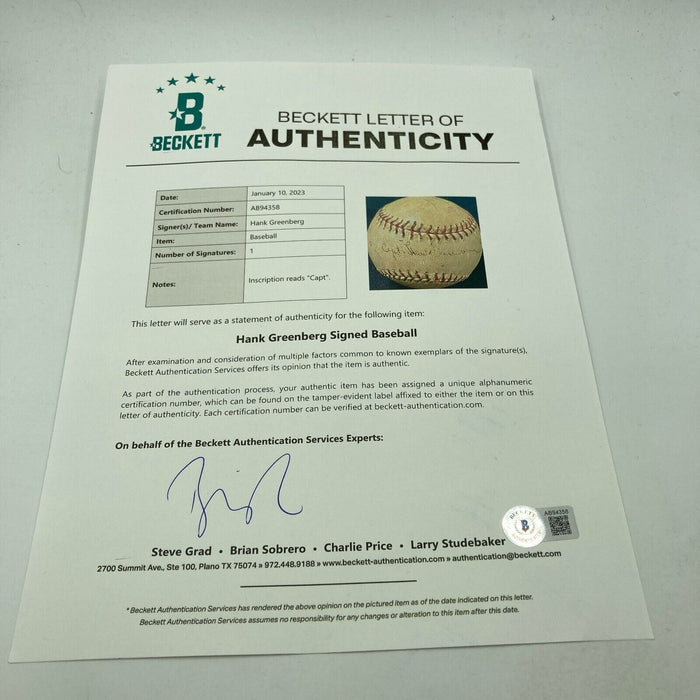 B
BECKETT
BECKETT LETTER OF
AUTHENTICITY
Date: January 10, 2023
Certification Number: AB94358
Signer(s)/ Team Name: Hank Greenberg
Item: Baseball
Number of Signatures: 1
Notes: Inscription reads "Capt".
This letter will serve as a statement of authenticity for the following item:
Hank Greenberg Signed Baseball
After examination and consideration of multiple factors common to known exemplars of the signature(s),
Beckett Authentication Services offers its opinion that the item is authentic.
As part of the authentication process, your authentic item has been assigned a unique alphanumeric
certification number, which can be found on the tamper-evident label affixed to either the item or on this
letter of authenticity. Each certification number can be verified at beckett-authentication.com.
On behalf of the Beckett Authentication Services Experts:
BECKETT
B
AUTHENTICATION
AB94358
Steve Grad • Brian Sobrero • Charlie Price • Larry Studebaker
2700 Summit Ave., Ste 100, Plano TX 75074 » 972.448.9188 » www.beckett-authentication.com » authentication@beckett.com
*Beckett Authentication Services has rendered the above opinion on the pictured item as of the date indicated on this letter.
Beckett Authentication Services assumes no responsibility for any changes or alteration to this item after this date.